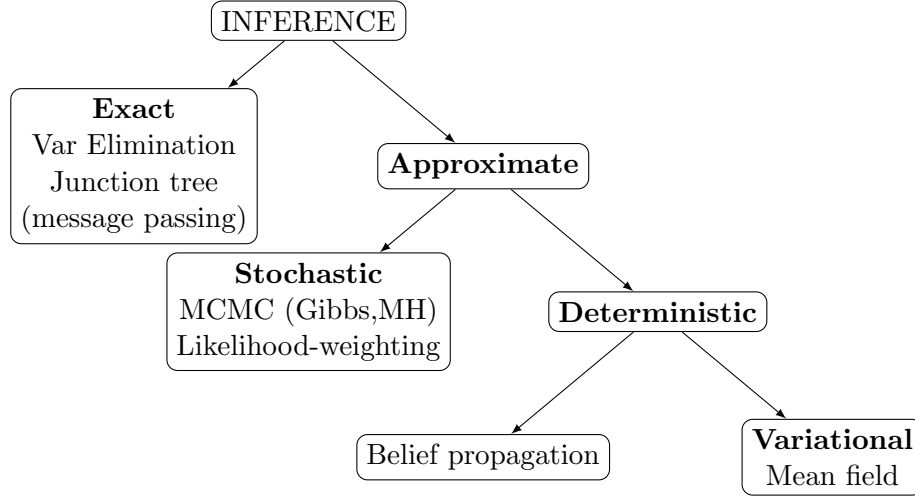 INFERENCE
Exact
Var Elimination
Junction tree
(message passing)
Approximate
Stochastic
MCMC (Gibbs,MH)
Likelihood-weighting
Deterministic
Belief propagation
Variational
Mean field